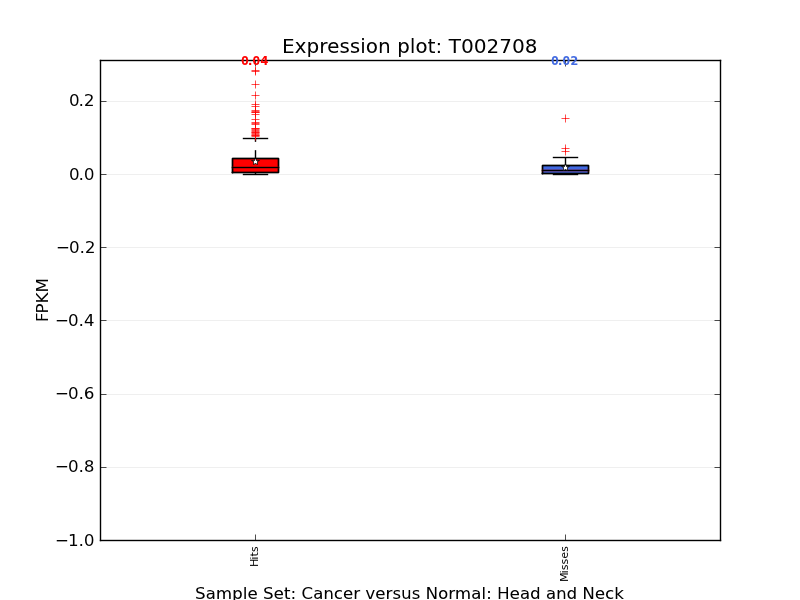 Expression plot: T002708
0.04
0.02
0.2
0.0
−0.2
−0.4
−0.6
−0.8
−1.0
FPKM
Hits
Misses
Sample Set: Cancer versus Normal: Head and Neck